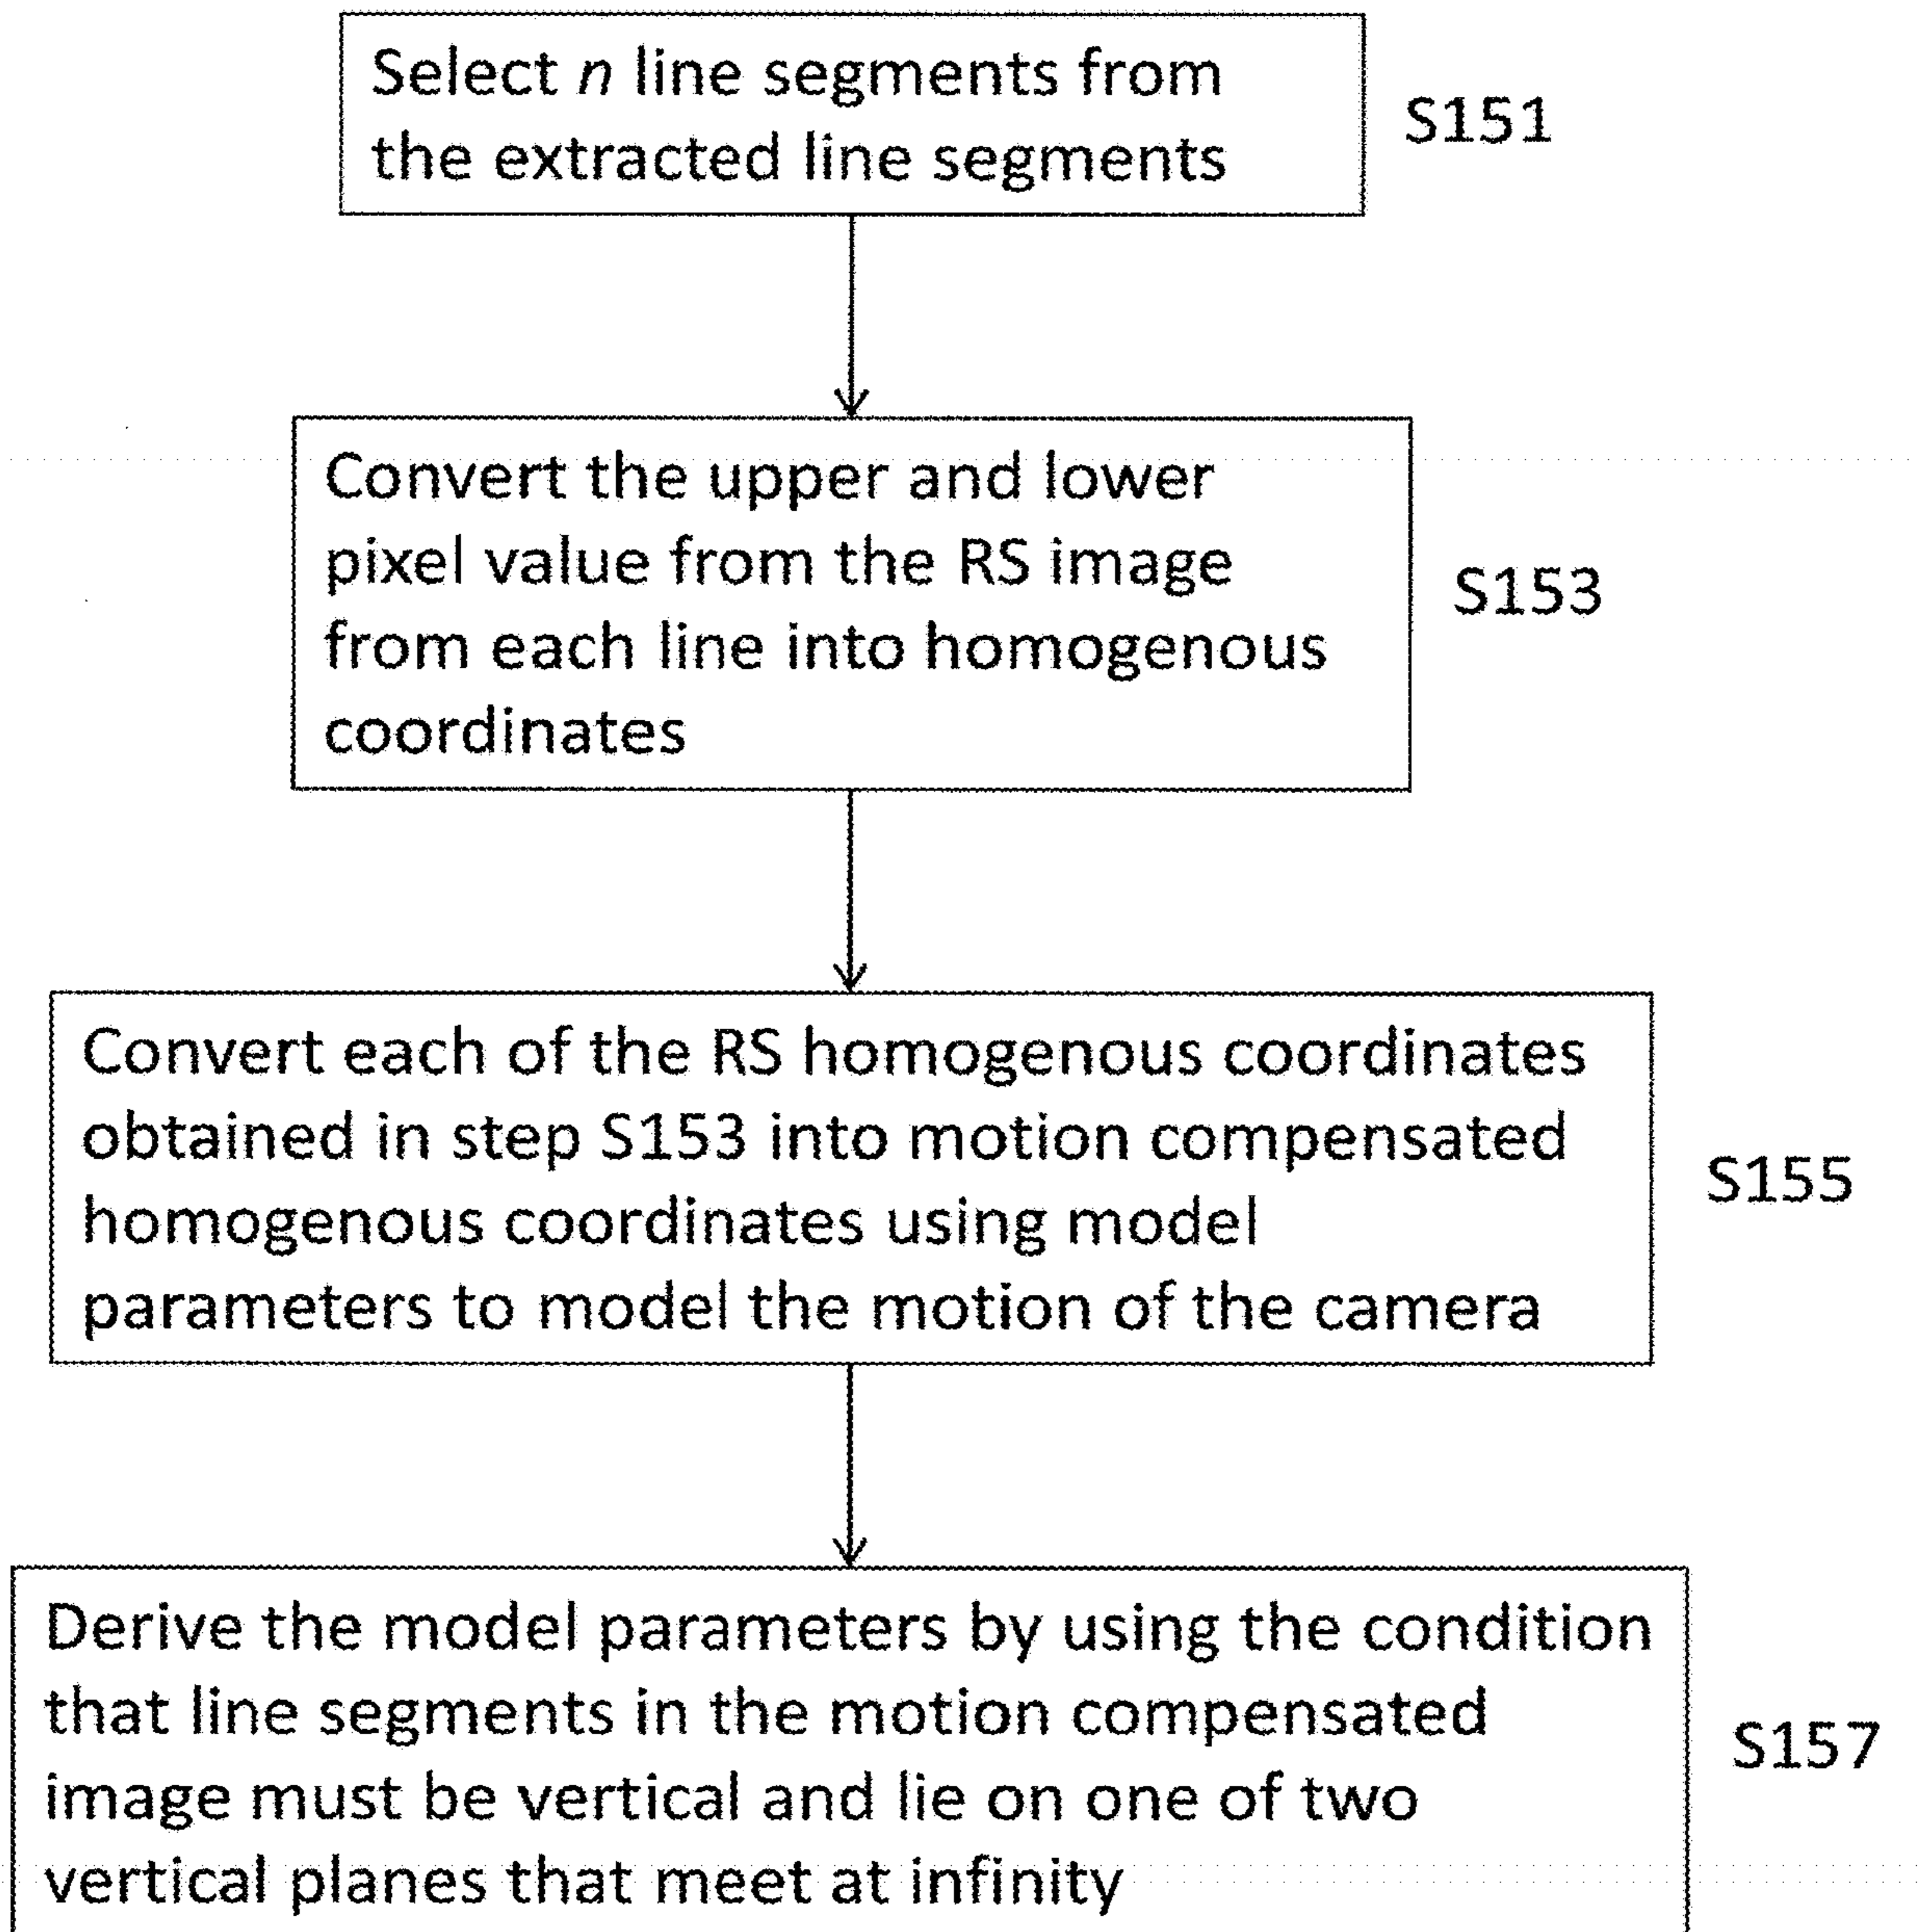 Select n line segments from
the extracted line segments
S151
Convert the upper and lower
pixel value from the RS image
from each line into homogenous
coordinates
S153
Convert each of the RS homogenous coordinates
obtained in step S153 into motion compensated
homogenous coordinates using model
parameters to model the motion of the camera
S155
Derive the model parameters by using the condition
that line segments in the motion compensated
image must be vertical and lie on one of two
vertical planes that meet at infinity
S157